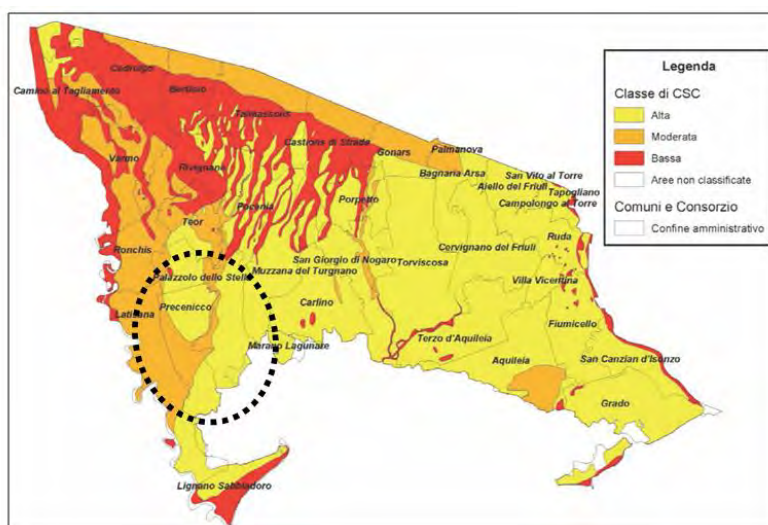 Legenda
Classe di CSC
Alta
Moderata
Bassa
Aree non classificate
Comuni e Consorzio
Confine amministrativo
Codroipo
Camino al Tagliamento
Bertiolo
Talmassons
Castions di Strada
Gonars
Palmanova
Varmo
Rivignano
Bagnaria Arsa
San Vito al Torre
Aiello del Friuli
Tapogliano
Campolongo al Torre
Pocenia
Porpetto
Teor
Ronchis
Ruda
Cervignano del Friuli
San Giorgio di Nogaro
Torviscosa
Palazzolo dello Stella
Muzzana del Turgnano
Villa Vicentina
Latisana
Precenicco
Carlino
Fiumicello
Marano Lagunare
Terzo d'Aquileia
Aquileia
San Canzian d'Isonzo
Grado
Lignano Sabbiadoro